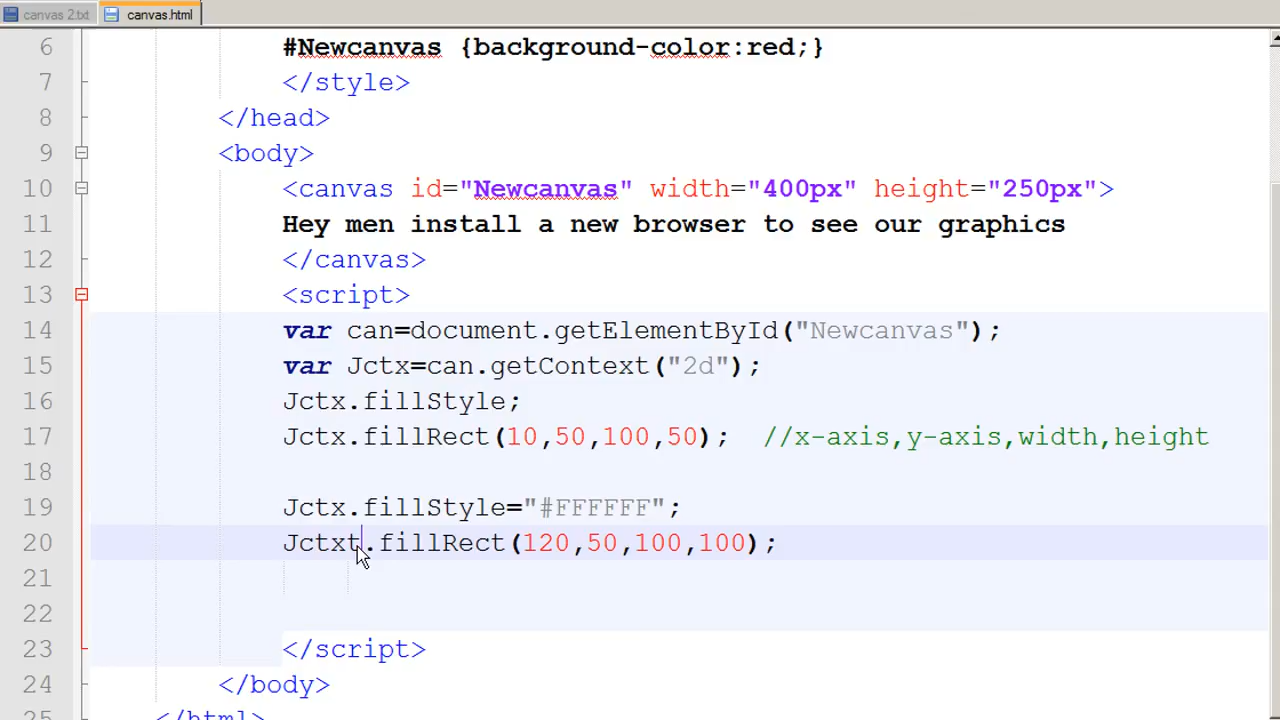 canvas 2.txt canvas.html
6 #Newcanvas {background-color:red;}
7 </style>
8 </head>
9 <body>
10 <canvas id="Newcanvas" width="400px" height="250px">
11 Hey men install a new browser to see our graphics
12 </canvas>
13 <script>
14 var can=document.getElementById("Newcanvas");
15 var Jctx=can.getContext("2d");
16 Jctx.fillStyle;
17 Jctx.fillRect(10,50,100,50); //x-axis,y-axis,width,height
18
19 Jctx.fillStyle="#FFFFFF";
20 Jctxt.fillRect(120,50,100,100);
21
22
23 </script>
24 </body>
25 </html>